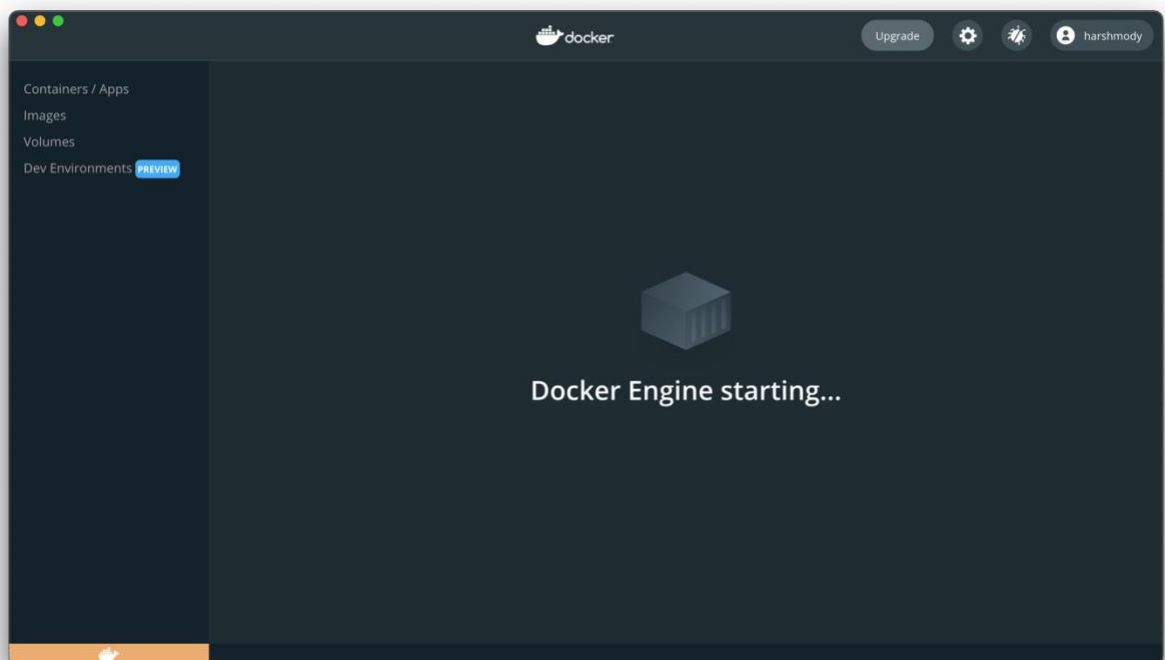 docker
Upgrade
harshmody
Containers / Apps
Images
Volumes
Dev Environments PREVIEW
Docker Engine starting...